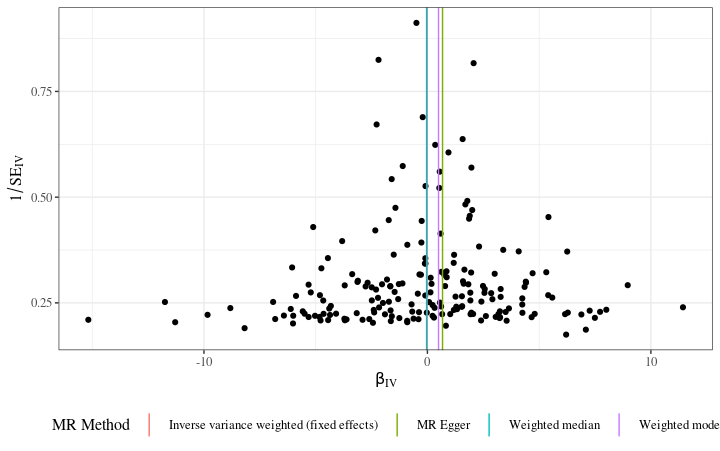 0.75
0.50
0.25
1/SE_IV
-10 0 10
β_IV
MR Method Inverse variance weighted (fixed effects) MR Egger Weighted median Weighted mode